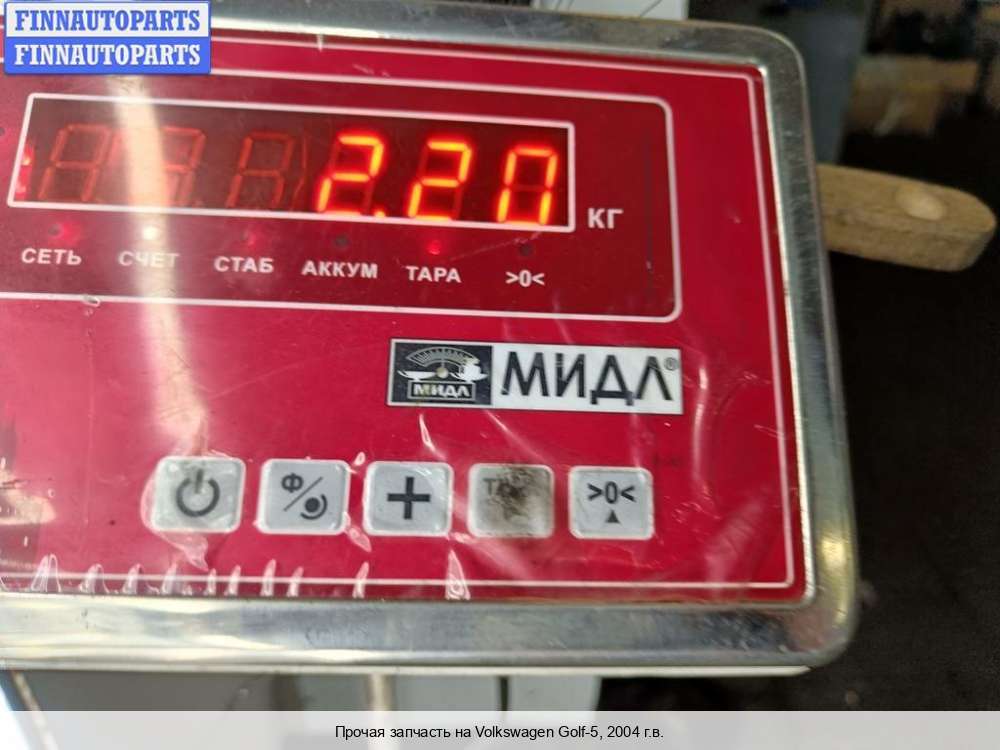 FINNAUTOPARTS
FINNAUTOPARTS
2.20
КГ
СЕТЬ СЧЕТ СТАБ АККУМ ТАРА >0<
МИДЛ МИДЛ®
Ф >0<
Прочая запчасть на Volkswagen Golf-5, 2004 г.в.